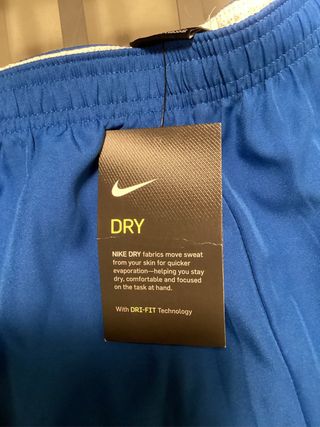 DRY
NIKE DRY fabrics move sweat
from your skin for quicker
evaporation—helping you stay
dry, comfortable and focused
on the task at hand.
With DRI-FIT Technology